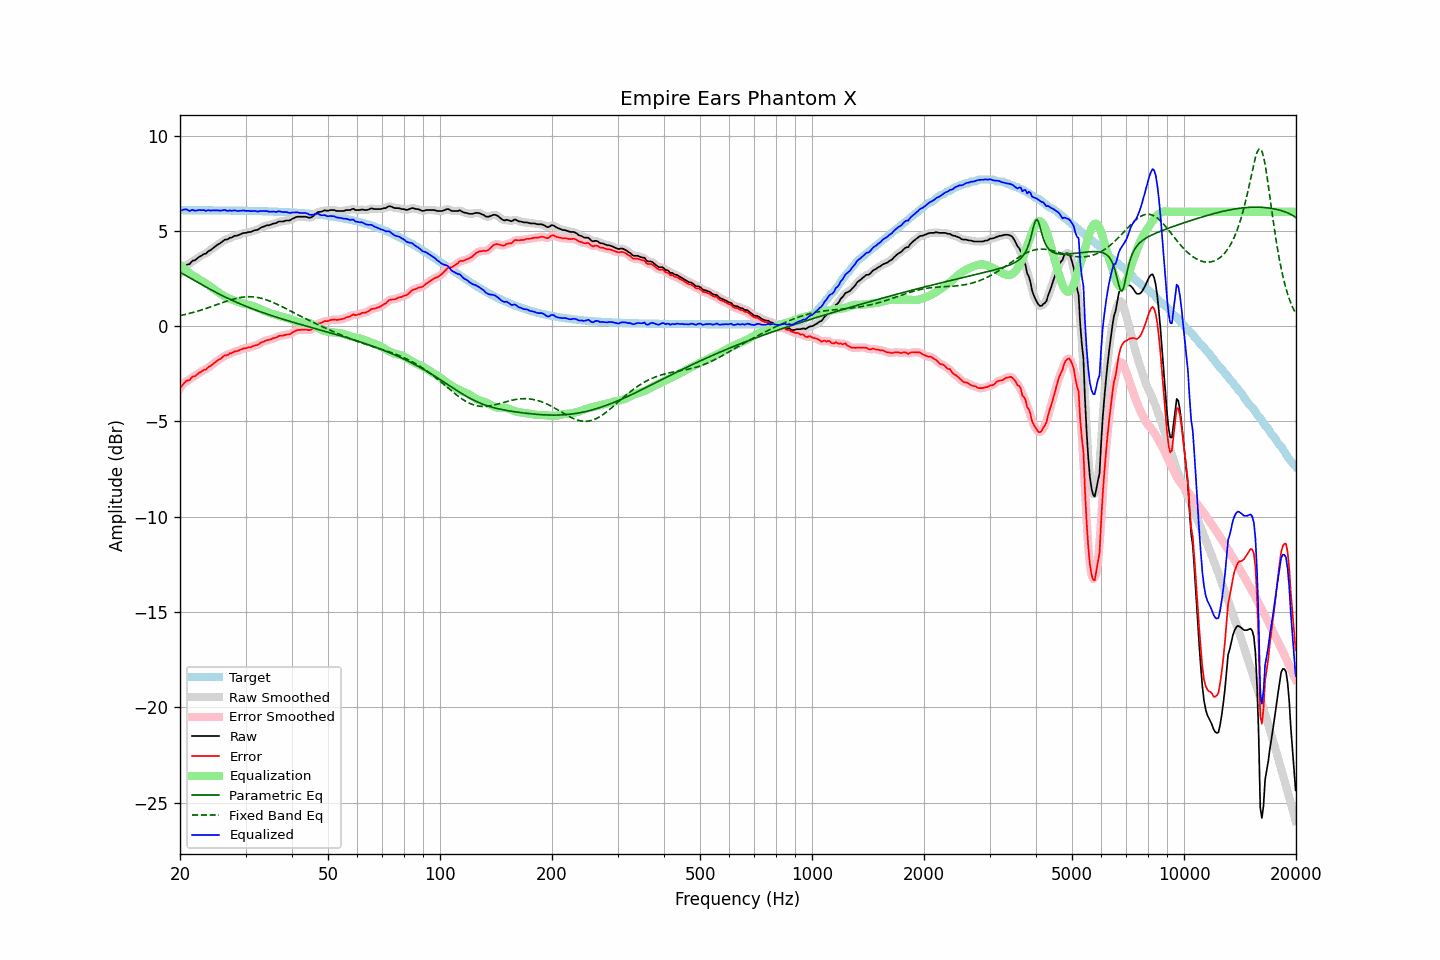 Empire Ears Phantom X
Amplitude (dBr)
10
5
0
−5
−10
−15
−20
−25
Target
Raw Smoothed
Error Smoothed
Raw
Error
Equalization
Parametric Eq
Fixed Band Eq
Equalized
20 50 100 200 500 1000 2000 5000 10000 20000
Frequency (Hz)